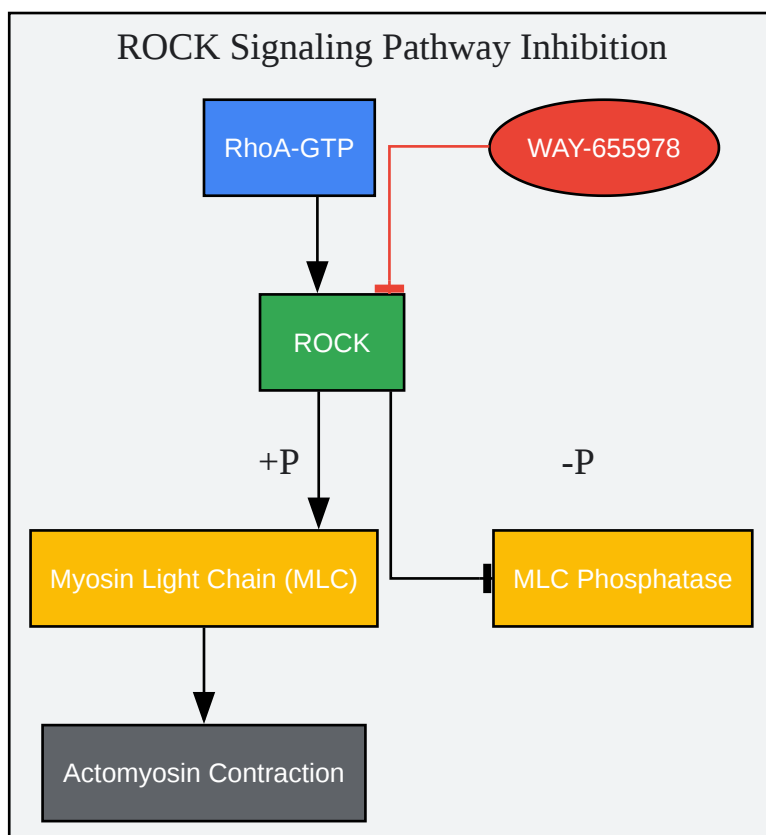 ROCK Signaling Pathway Inhibition
RhoA-GTP
WAY-655978
ROCK
+P
-P
Myosin Light Chain (MLC)
MLC Phosphatase
Actomyosin Contraction